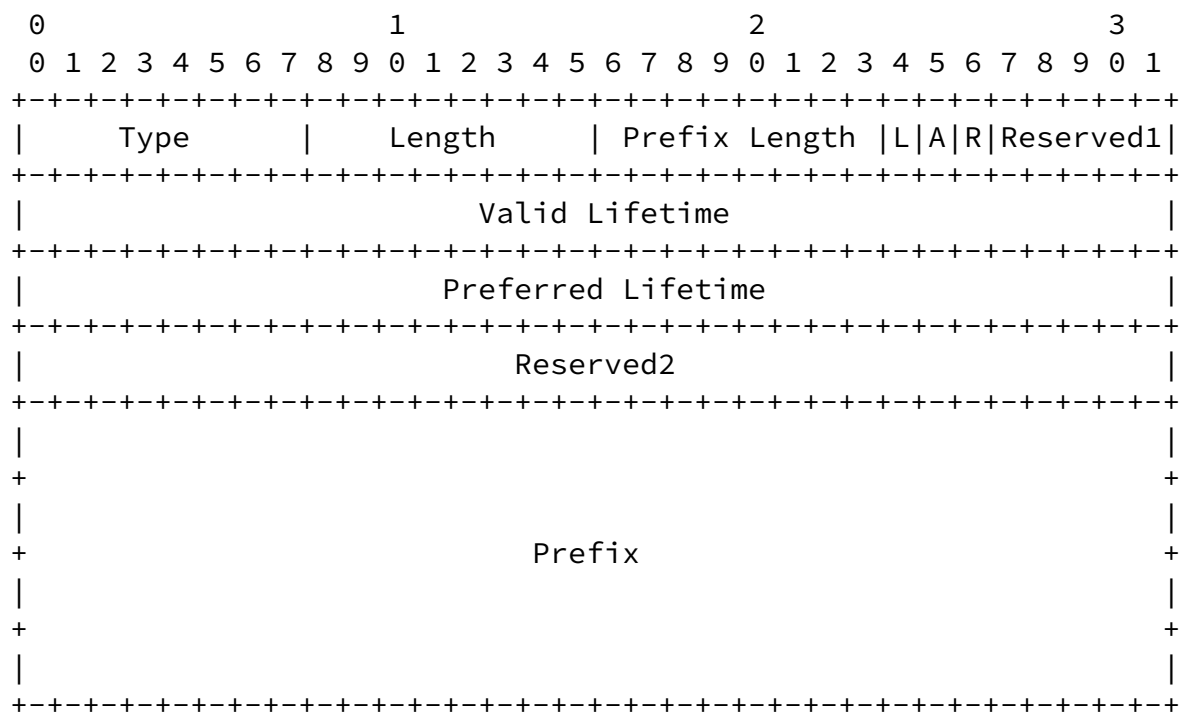 0                   1                   2                   3
 0 1 2 3 4 5 6 7 8 9 0 1 2 3 4 5 6 7 8 9 0 1 2 3 4 5 6 7 8 9 0 1
+-+-+-+-+-+-+-+-+-+-+-+-+-+-+-+-+-+-+-+-+-+-+-+-+-+-+-+-+-+-+-+-+
|     Type      |    Length     | Prefix Length |L|A|R|Reserved1|
+-+-+-+-+-+-+-+-+-+-+-+-+-+-+-+-+-+-+-+-+-+-+-+-+-+-+-+-+-+-+-+-+
|                         Valid Lifetime                        |
+-+-+-+-+-+-+-+-+-+-+-+-+-+-+-+-+-+-+-+-+-+-+-+-+-+-+-+-+-+-+-+-+
|                       Preferred Lifetime                      |
+-+-+-+-+-+-+-+-+-+-+-+-+-+-+-+-+-+-+-+-+-+-+-+-+-+-+-+-+-+-+-+-+
|                           Reserved2                           |
+-+-+-+-+-+-+-+-+-+-+-+-+-+-+-+-+-+-+-+-+-+-+-+-+-+-+-+-+-+-+-+-+
|                                                               |
+                                                               +
|                                                               |
+                            Prefix                             +
|                                                               |
+                                                               +
|                                                               |
+-+-+-+-+-+-+-+-+-+-+-+-+-+-+-+-+-+-+-+-+-+-+-+-+-+-+-+-+-+-+-+-+